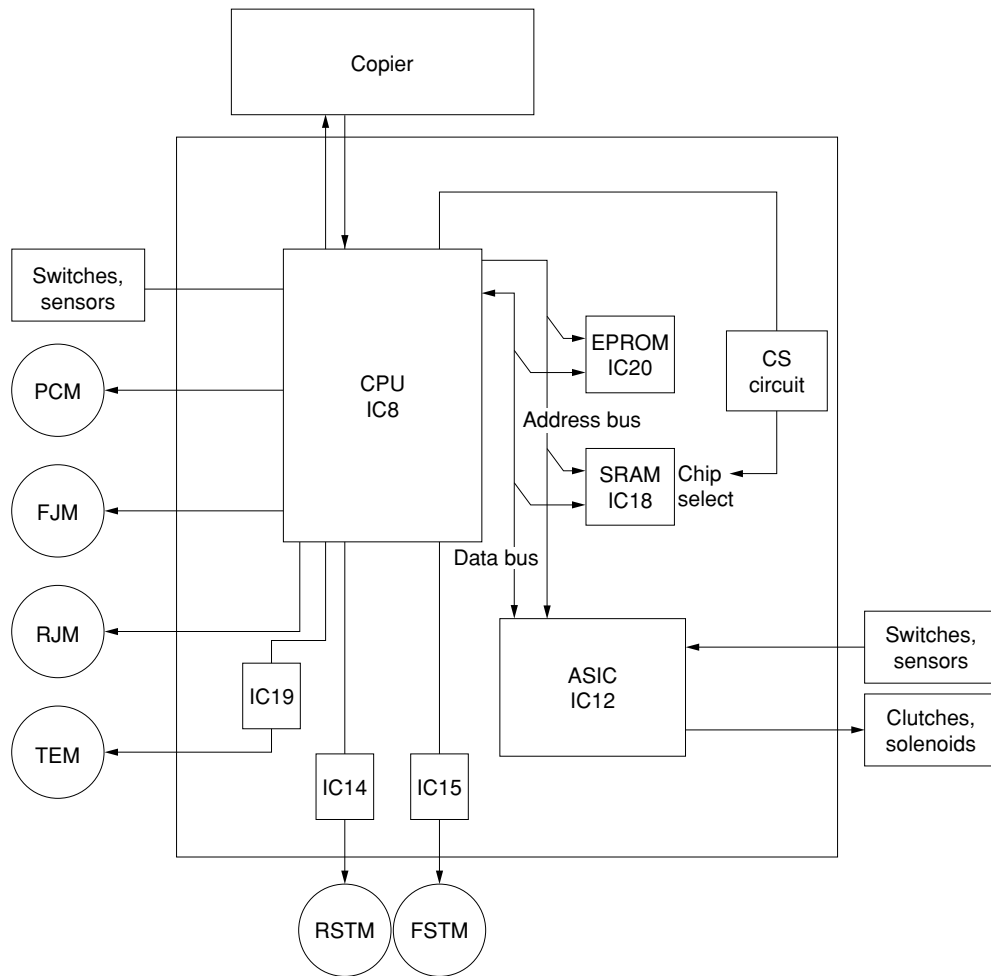 Copier
Switches,
sensors
PCM
FJM
RJM
TEM
CPU
IC8
EPROM
IC20
CS
circuit
Address bus
SRAM
IC18
Chip
select
Data bus
ASIC
IC12
Switches,
sensors
Clutches,
solenoids
IC19
IC14
IC15
RSTM
FSTM